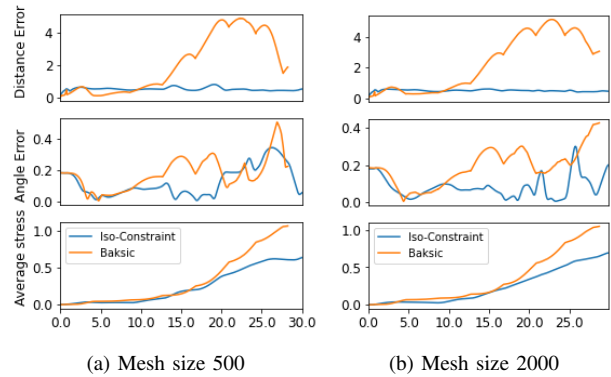 Distance Error
4
2
0
4
2
0
Angle Error
0.4
0.2
0.0
0.4
0.2
0.0
Average stress
1.0
0.5
0.0
Iso-Constraint
Baksic
1.0
0.5
0.0
Iso-Constraint
Baksic
0.0 5.0 10.0 15.0 20.0 25.0 30.0
0.0 5.0 10.0 15.0 20.0 25.0
(a) Mesh size 500
(b) Mesh size 2000